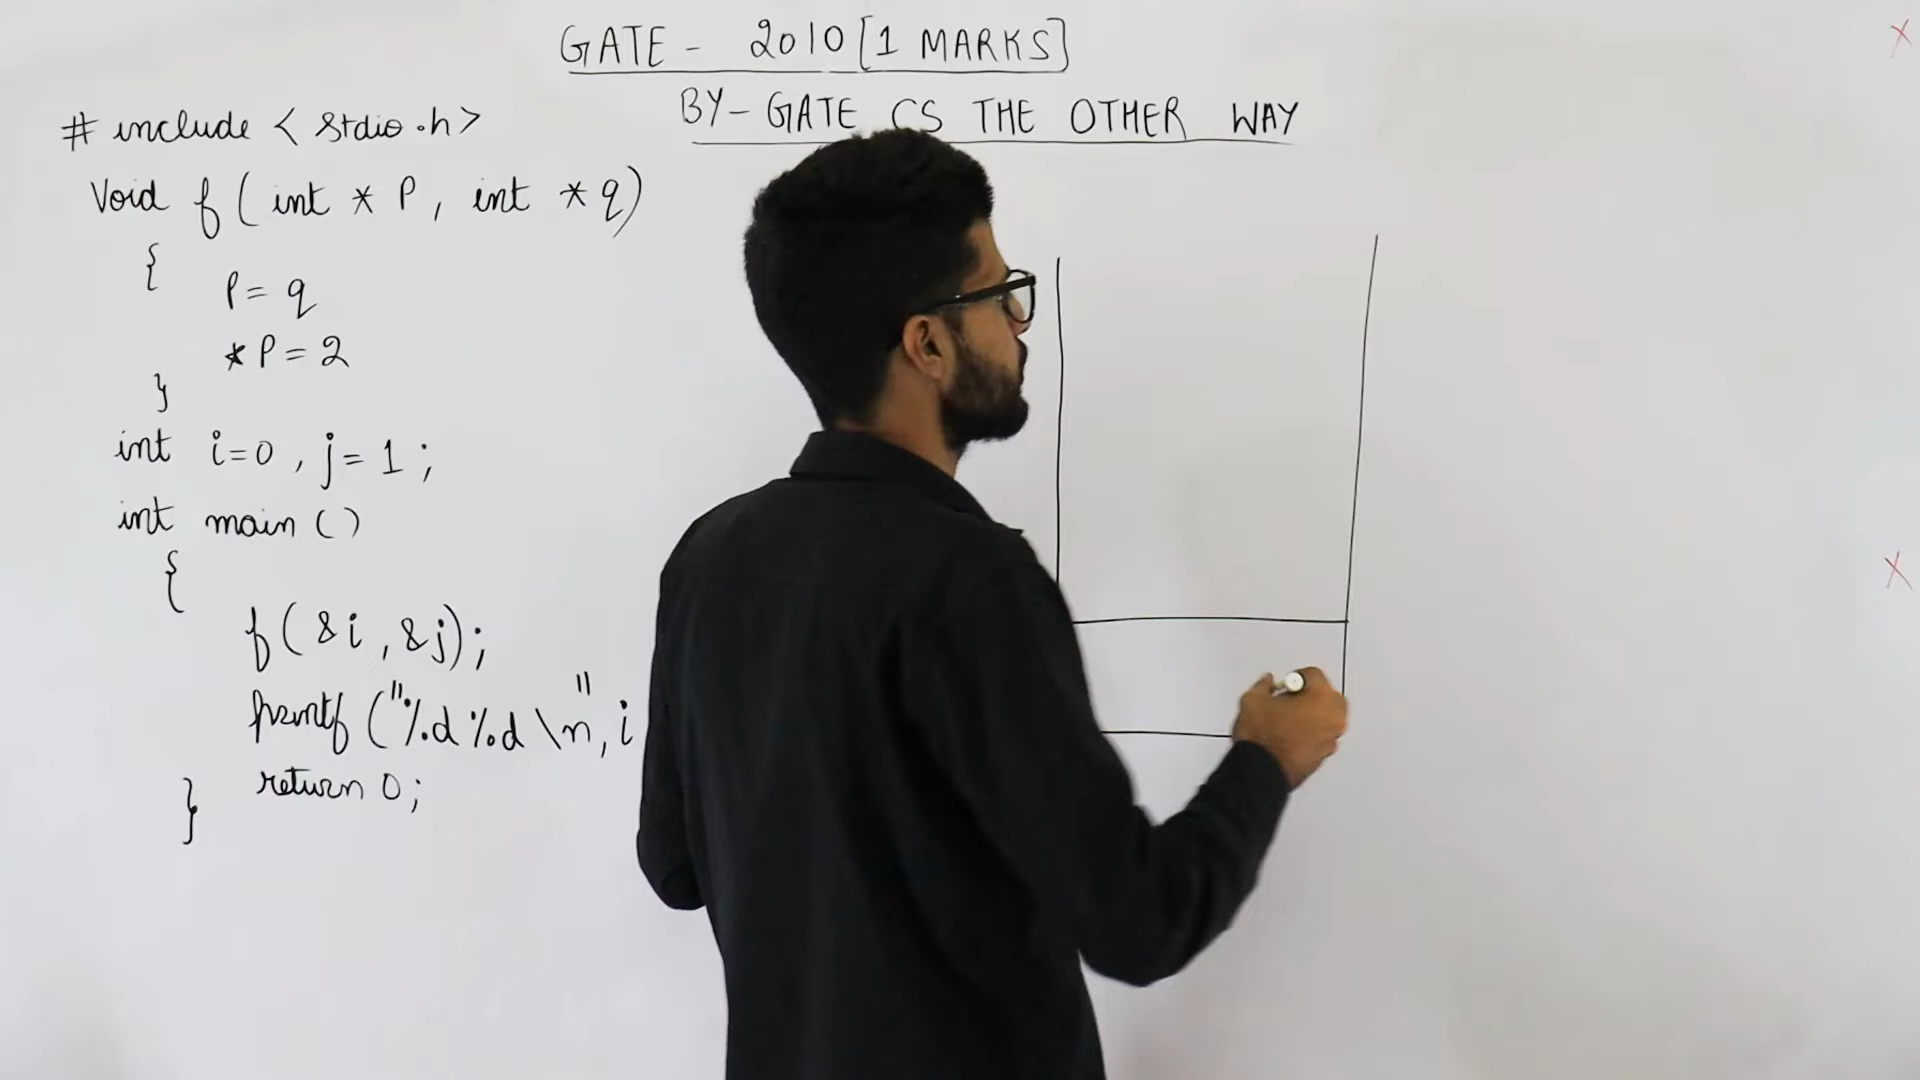 GATE - 2010 [1 MARKS]
BY - GATE CS THE OTHER WAY
# include < stdio.h>
Void f ( int * P, int * q)
{
P = q
* P = 2
}
int i=0 , j = 1 ;
int main ( )
{
f ( &i , &j ) ;
printf ( "%d %d \n", i
return 0 ;
}
X
X